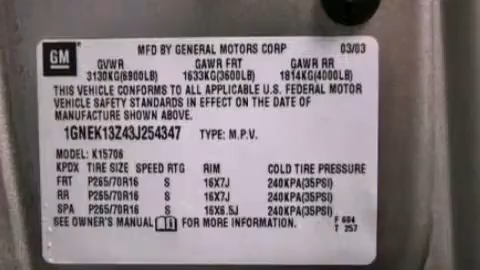 GM
MFD BY GENERAL MOTORS CORP 03/03
GVWR GAWR FRT GAWR RR
3130KG(6900LB) 1633KG(3600LB) 1814KG(4000LB)
THIS VEHICLE CONFORMS TO ALL APPLICABLE U.S. FEDERAL MOTOR
VEHICLE SAFETY STANDARDS IN EFFECT ON THE DATE OF
MANUFACTURE SHOWN ABOVE.
1GNEK13Z43J254347 TYPE: M.P.V.
MODEL: K15706
KPDX TIRE SIZE SPEED RTG RIM COLD TIRE PRESSURE
FRT P265/70R16 S 16X7J 240KPA(35PSI)
RR P265/70R16 S 16X7J 240KPA(35PSI)
SPA P265/70R16 S 16X6.5J 240KPA(35PSI)
SEE OWNER'S MANUAL FOR MORE INFORMATION. F 604
T 257